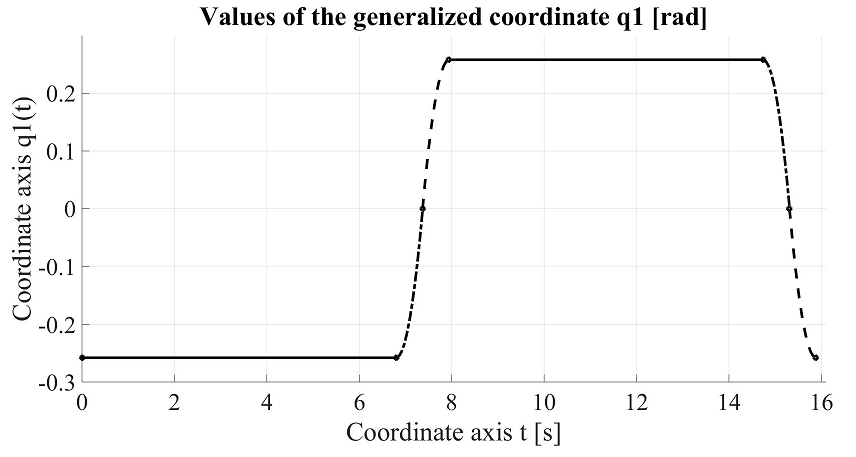 Values of the generalized coordinate q1 [rad]
Coordinate axis q1(t)
0.2
0.1
0
-0.1
-0.2
-0.3
0 2 4 6 8 10 12 14 16
Coordinate axis t [s]